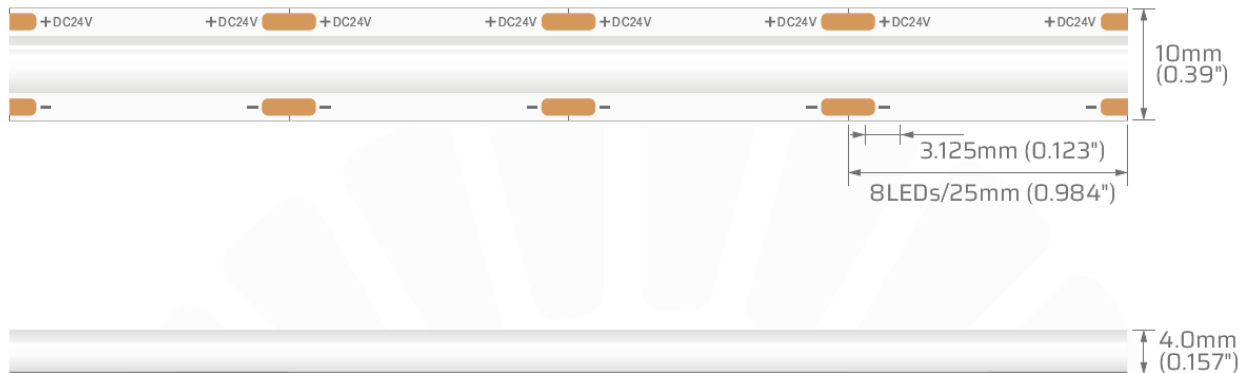 +DC24V +DC24V +DC24V +DC24V +DC24V +DC24V +DC24V +DC24V
10mm
(0.39")
- - - - - - - -
3.125mm (0.123")
8LEDs/25mm (0.984")
4.0mm
(0.157")